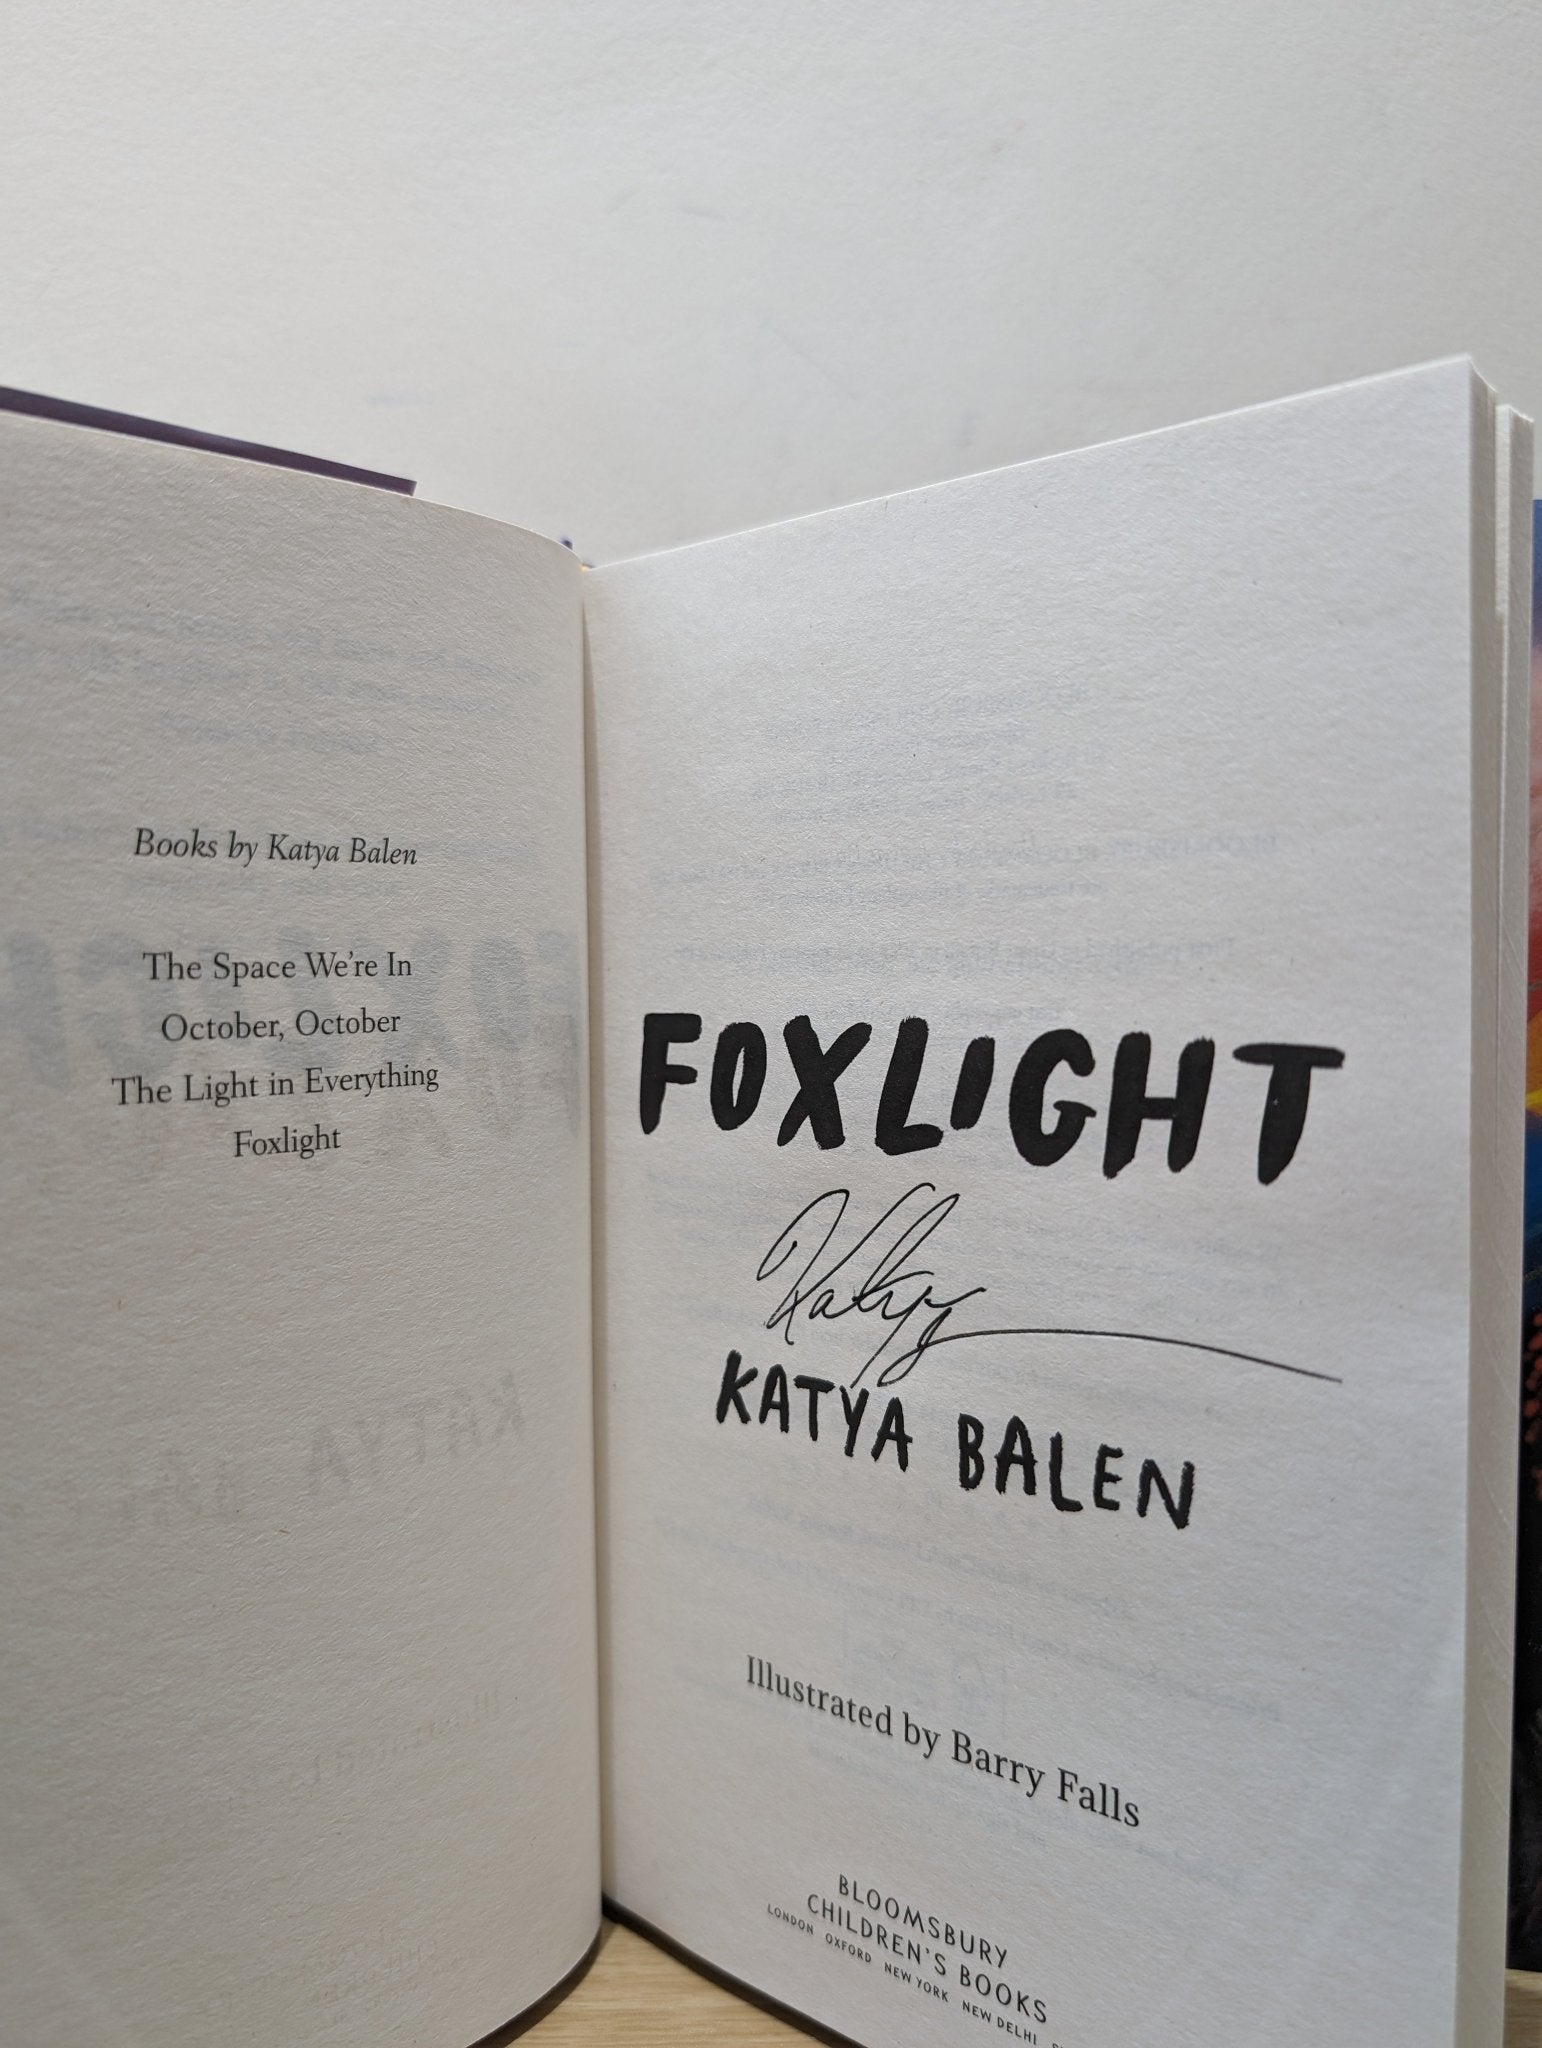 Books by Katya Balen
The Space We're In
October, October
The Light in Everything
Foxlight
FOXLIGHT
Katya
KATYA BALEN
Illustrated by Barry Falls
BLOOMSBURY
CHILDREN'S BOOKS
LONDON OXFORD NEW YORK NEW DELHI